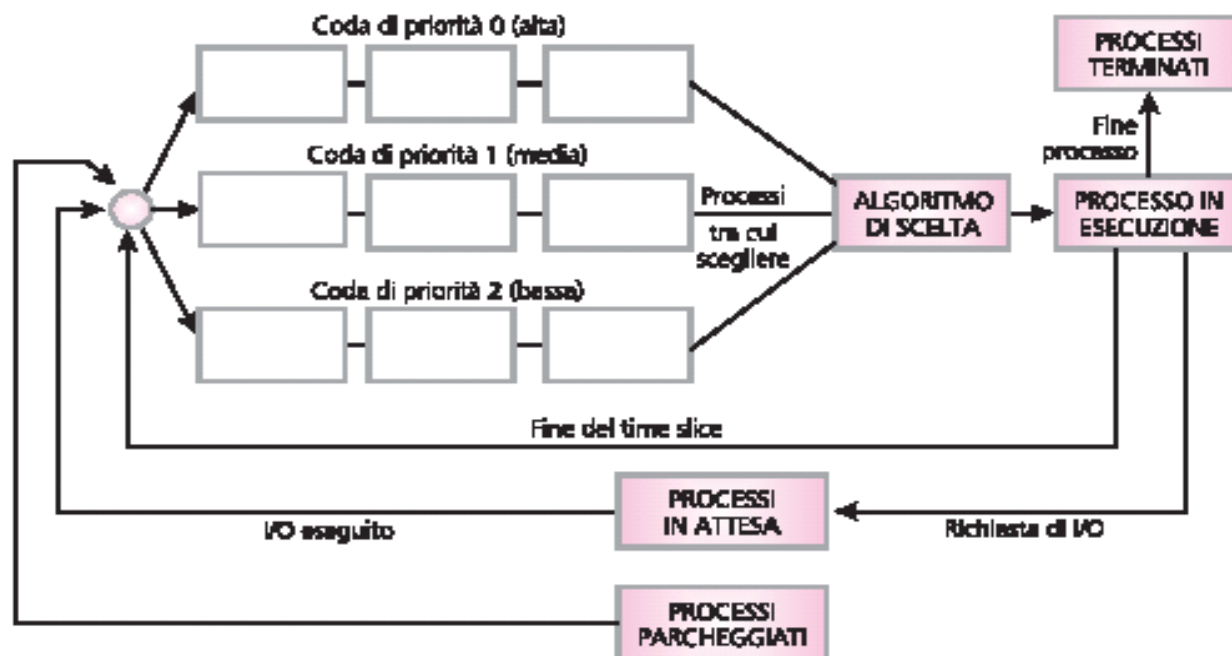 Coda di priorità 0 (alta)
PROCESSI
TERMINATI
Fine
processo
Coda di priorità 1 (media)
Processi
tra cui
scegliere
ALGORITMO
DI SCELTA
PROCESSO IN
ESECUZIONE
Coda di priorità 2 (bassa)
Fine del time slice
PROCESSI
IN ATTESA
I/O eseguito
Richiesta di I/O
PROCESSI
PARCHEGGIATI